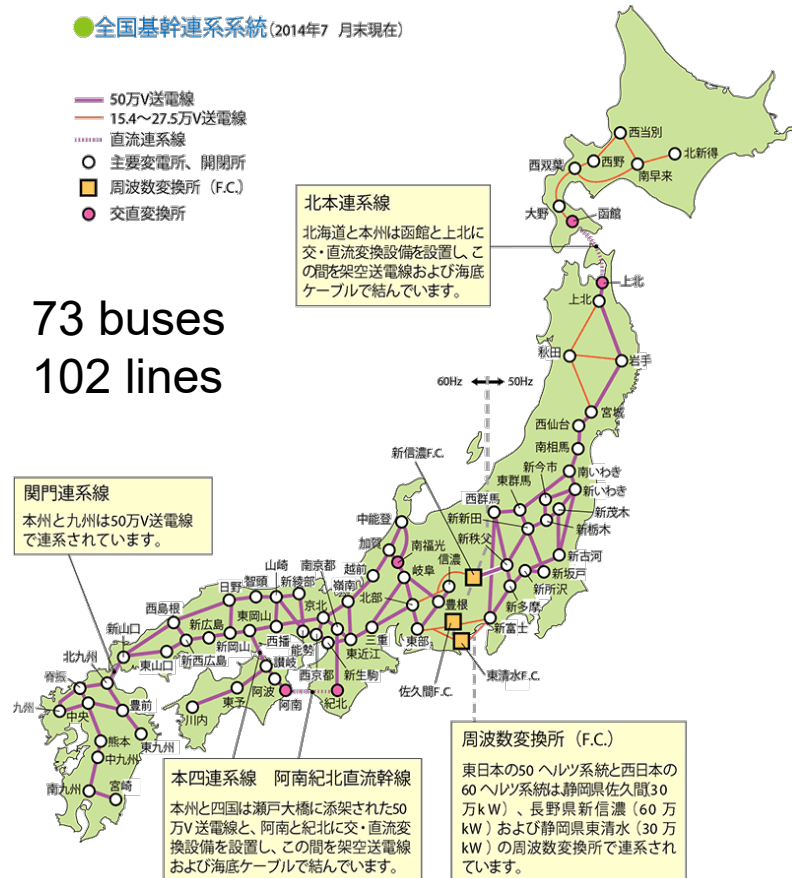 全国基幹連系系統(2014年7 月末現在)
50万V送電線
15.4～27.5万V送電線
直流連系線
主要変電所、開閉所
周波数変換所（F.C.）
交直変換所
73 buses
102 lines
北本連系線
北海道と本州は函館と上北に
交・直流変換設備を設置し、こ
の間を架空送電線および海底
ケーブルで結んでいます。
西当別
北新得
西双葉
西野
南早来
大野
函館
上北
上北
秋田
岩手
60Hz
50Hz
宮城
西仙台
南相馬
新信濃F.C.
南いわき
新今市
東群馬
新いわき
西群馬
新茂木
新新田
新栃木
中能登
新秩父
加賀
南福光
信濃
新古河
岐阜
越前
新坂戸
南京都
山崎
新綾部
智頭
日野
嶺南
新所沢
北部
豊根
新多摩
京北
西島根
東岡山
新富士
新広島
新山口
新岡山
西播
三重
東部
能勢
東近江
北九州
東山口
新西広島
讃岐
西京都
新生駒
東清水F.C.
脊振
佐久間F.C.
阿波
九州
中央
豊前
東予
阿南
紀北
川内
東九州
熊本
中九州
宮崎
南九州
関門連系線
本州と九州は50万V送電線
で連系されています。
本四連系線　阿南紀北直流幹線
本州と四国は瀬戸大橋に添架された50
万V送電線と、阿南と紀北に交・直流変
換設備を設置し、この間を架空送電線
および海底ケーブルで結んでいます。
周波数変換所（F.C.）
東日本の50 ヘルツ系統と西日本の
60 ヘルツ系統は、静岡県佐久間(30
万kW）、長野県新信濃（60 万
kW）および静岡県東清水（30 万
kW）の周波数変換所で連系され
ています。